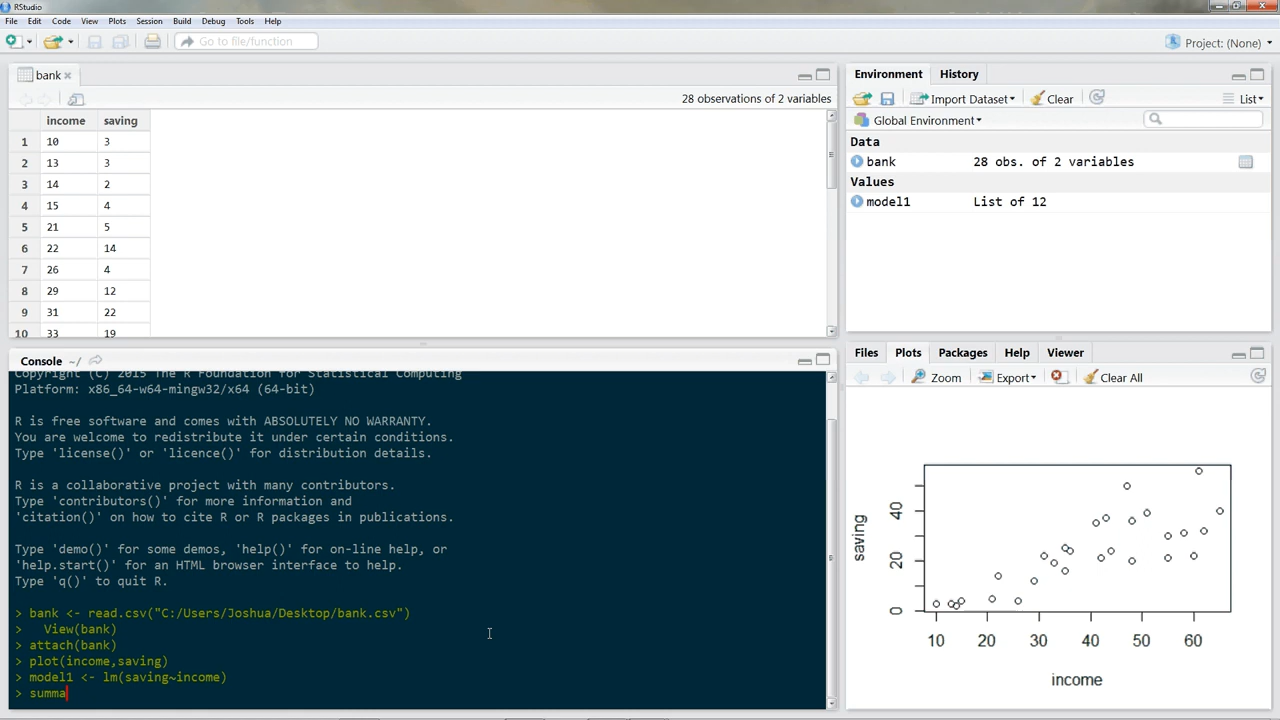 RStudio
File Edit Code View Plots Session Build Debug Tools Help
Go to file/function
Project: (None)
bank
28 observations of 2 variables
income saving
1 10 3
2 13 3
3 14 2
4 15 4
5 21 5
6 22 14
7 26 4
8 29 12
9 31 22
10 33 19
Console ~/
Copyright (C) 2015 The R Foundation for Statistical Computing
Platform: x86_64-w64-mingw32/x64 (64-bit)
R is free software and comes with ABSOLUTELY NO WARRANTY.
You are welcome to redistribute it under certain conditions.
Type 'license()' or 'licence()' for distribution details.
R is a collaborative project with many contributors.
Type 'contributors()' for more information and
'citation()' on how to cite R or R packages in publications.
Type 'demo()' for some demos, 'help()' for on-line help, or
'help.start()' for an HTML browser interface to help.
Type 'q()' to quit R.
> bank <- read.csv("C:/Users/Joshua/Desktop/bank.csv")
> View(bank)
> attach(bank)
> plot(income,saving)
> model1 <- lm(saving~income)
> summa
Environment History
Import Dataset Clear List
Global Environment
Data
bank 28 obs. of 2 variables
Values
model1 List of 12
Files Plots Packages Help Viewer
Zoom Export Clear All
saving
40
20
0
10 20 30 40 50 60
income